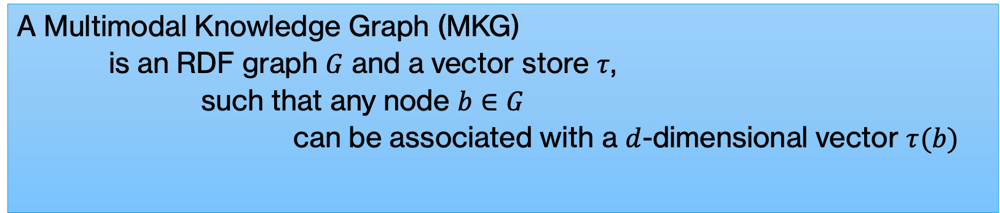 A Multimodal Knowledge Graph (MKG)
is an RDF graph 𝐺 and a vector store 𝜏,
such that any node 𝑏 ∈ 𝐺
can be associated with a 𝑑-dimensional vector 𝜏(𝑏)